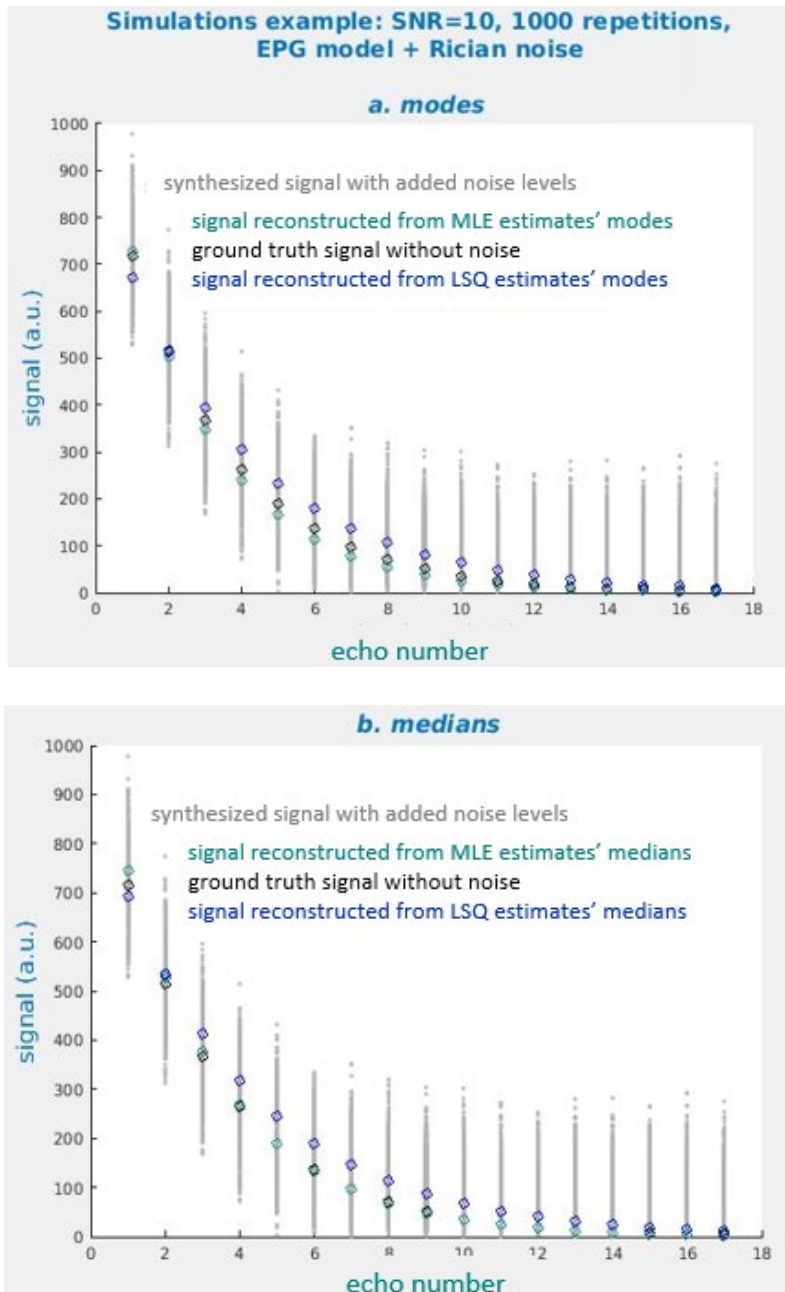 Simulations example: SNR=10, 1000 repetitions,
EPG model + Rician noise
a. modes
1000
900
800
700
600
500
400
300
200
100
0
signal (a.u.)
synthesized signal with added noise levels
signal reconstructed from MLE estimates’ modes
ground truth signal without noise
signal reconstructed from LSQ estimates’ modes
0 2 4 6 8 10 12 14 16 18
echo number
b. medians
1000
900
800
700
600
500
400
300
200
100
0
signal (a.u.)
synthesized signal with added noise levels
signal reconstructed from MLE estimates’ medians
ground truth signal without noise
signal reconstructed from LSQ estimates’ medians
0 2 4 6 8 10 12 14 16 18
echo number